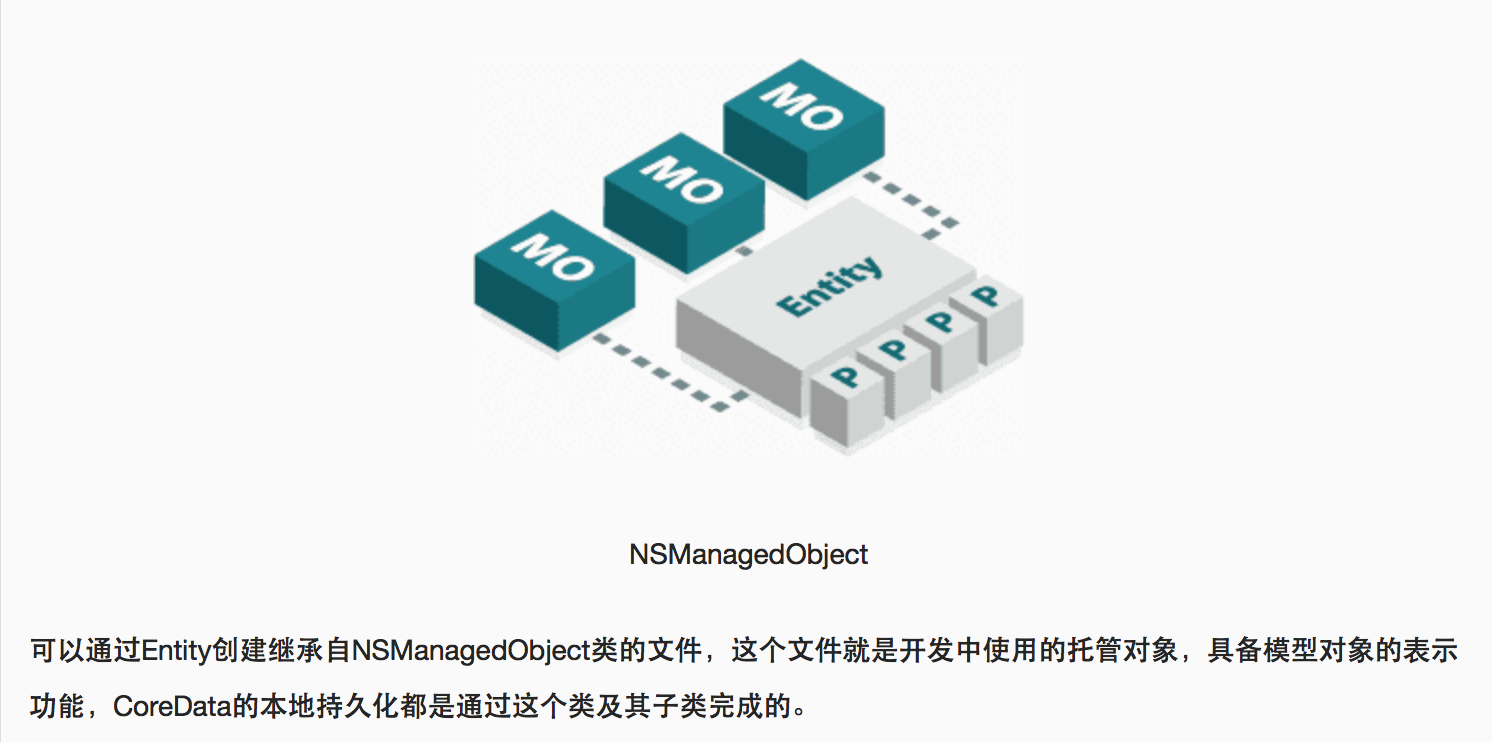 MO
MO
MO
Entity
P
P
P
P
NSManagedObject
可以通过Entity创建继承自NSManagedObject类的文件，这个文件就是开发中使用的托管对象，具备模型对象的表示
功能，CoreData的本地持久化都是通过这个类及其子类完成的。